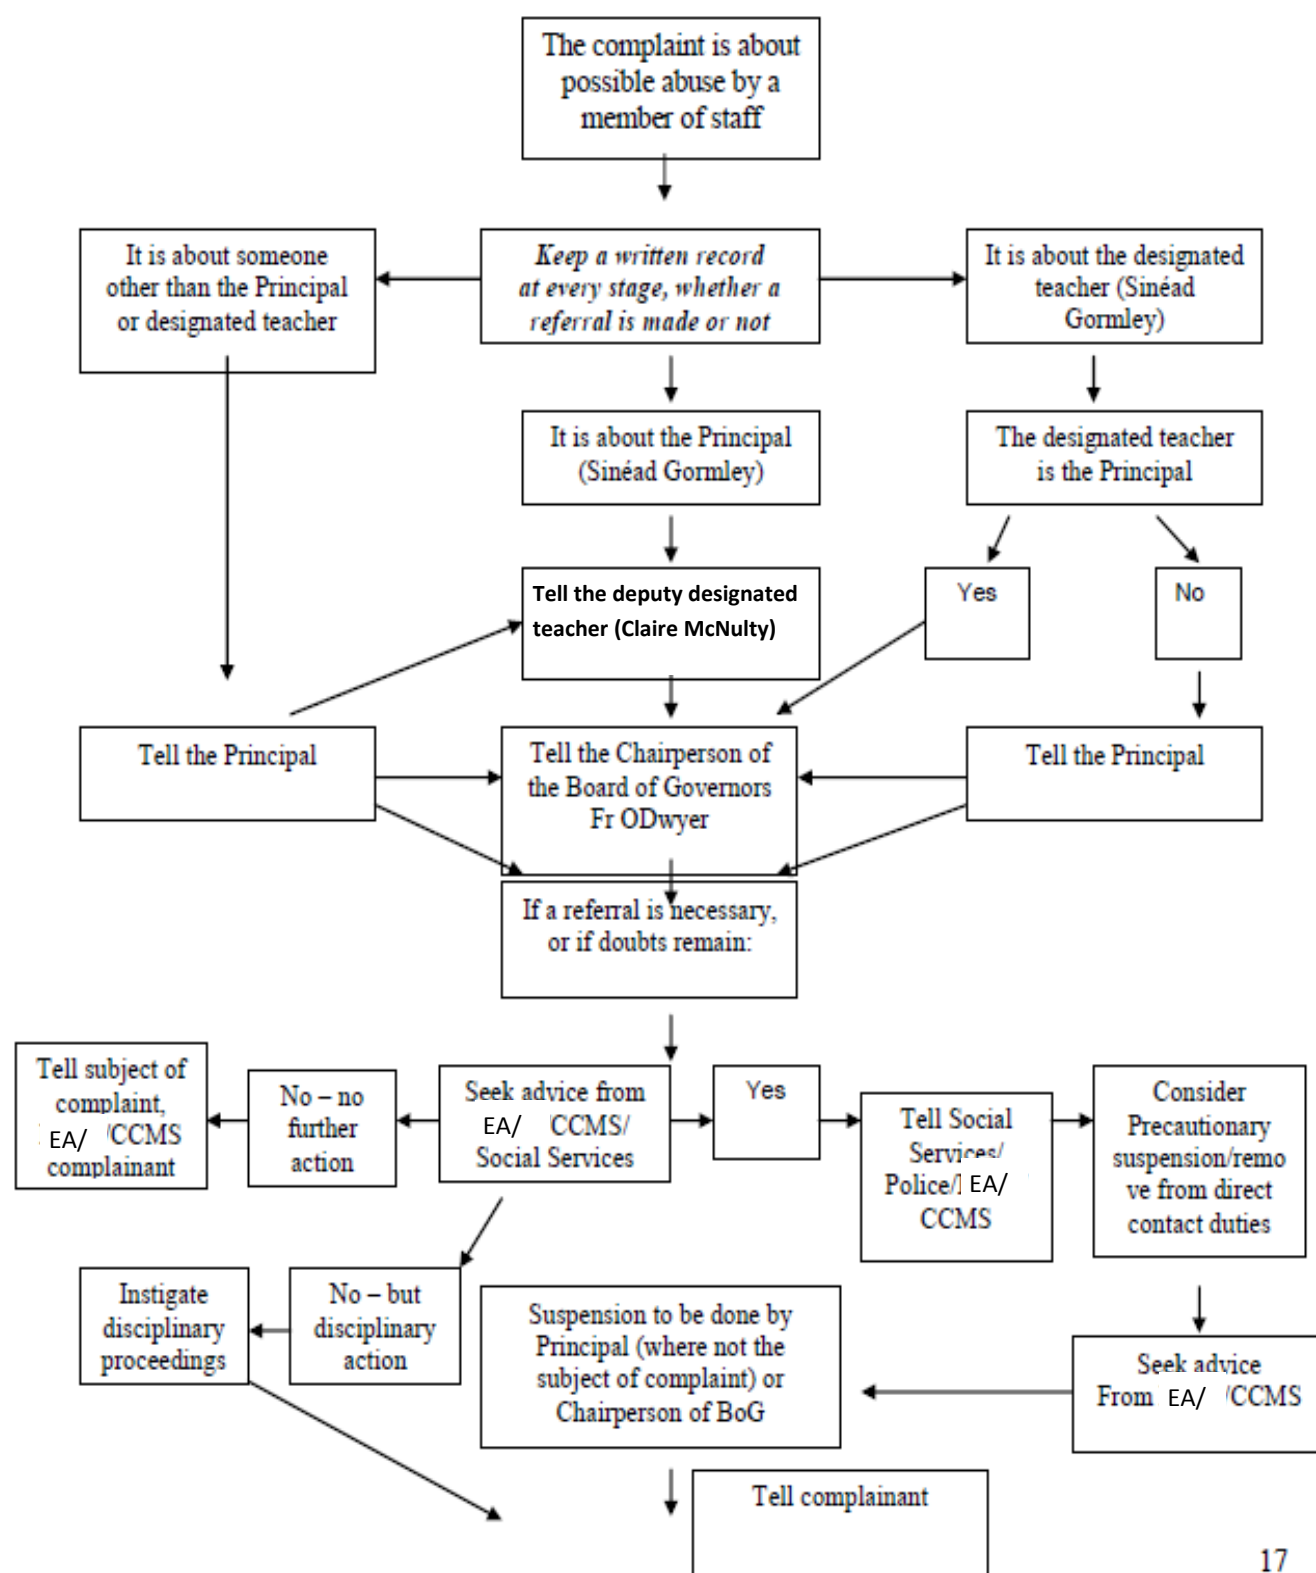 The complaint is about
possible abuse by a
member of staff
It is about someone
other than the Principal
or designated teacher
Keep a written record
at every stage, whether a
referral is made or not
It is about the designated
teacher (Sinéad
Gormley)
It is about the Principal
(Sinéad Gormley)
The designated teacher
is the Principal
Tell the deputy designated
teacher (Claire McNulty)
Yes
No
Tell the Principal
Tell the Chairperson of
the Board of Governors
Fr ODwyer
Tell the Principal
If a referral is necessary,
or if doubts remain:
Tell subject of
complaint,
EA/ /CCMS
complainant
No – no
further
action
Seek advice from
EA/ CCMS/
Social Services
Yes
Tell Social
Services/
Police/ EA/
CCMS
Consider
Precautionary
suspension/remo
ve from direct
contact duties
Instigate
disciplinary
proceedings
No – but
disciplinary
action
Suspension to be done by
Principal (where not the
subject of complaint) or
Chairperson of BoG
Seek advice
From EA/ /CCMS
Tell complainant
17